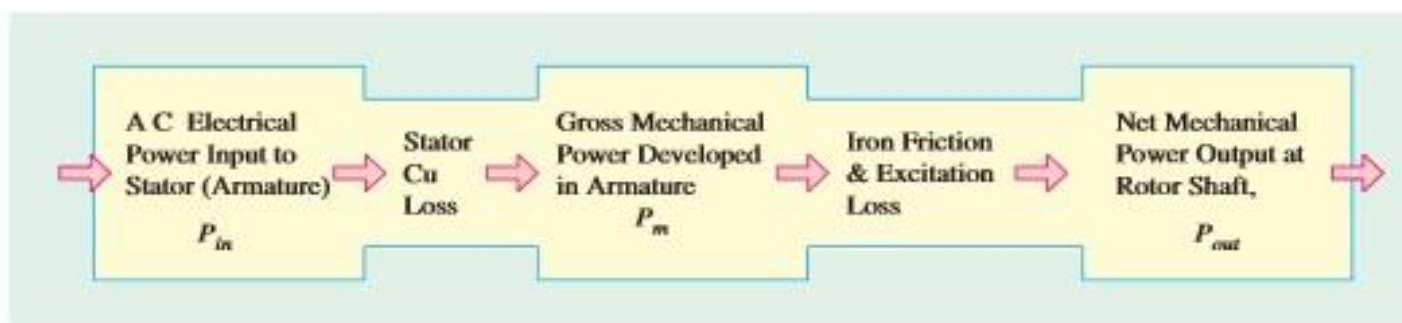 A C Electrical
Power Input to
Stator (Armature)
P_in
Stator
Cu
Loss
Gross Mechanical
Power Developed
in Armature
P_m
Iron Friction
& Excitation
Loss
Net Mechanical
Power Output at
Rotor Shaft,
P_out